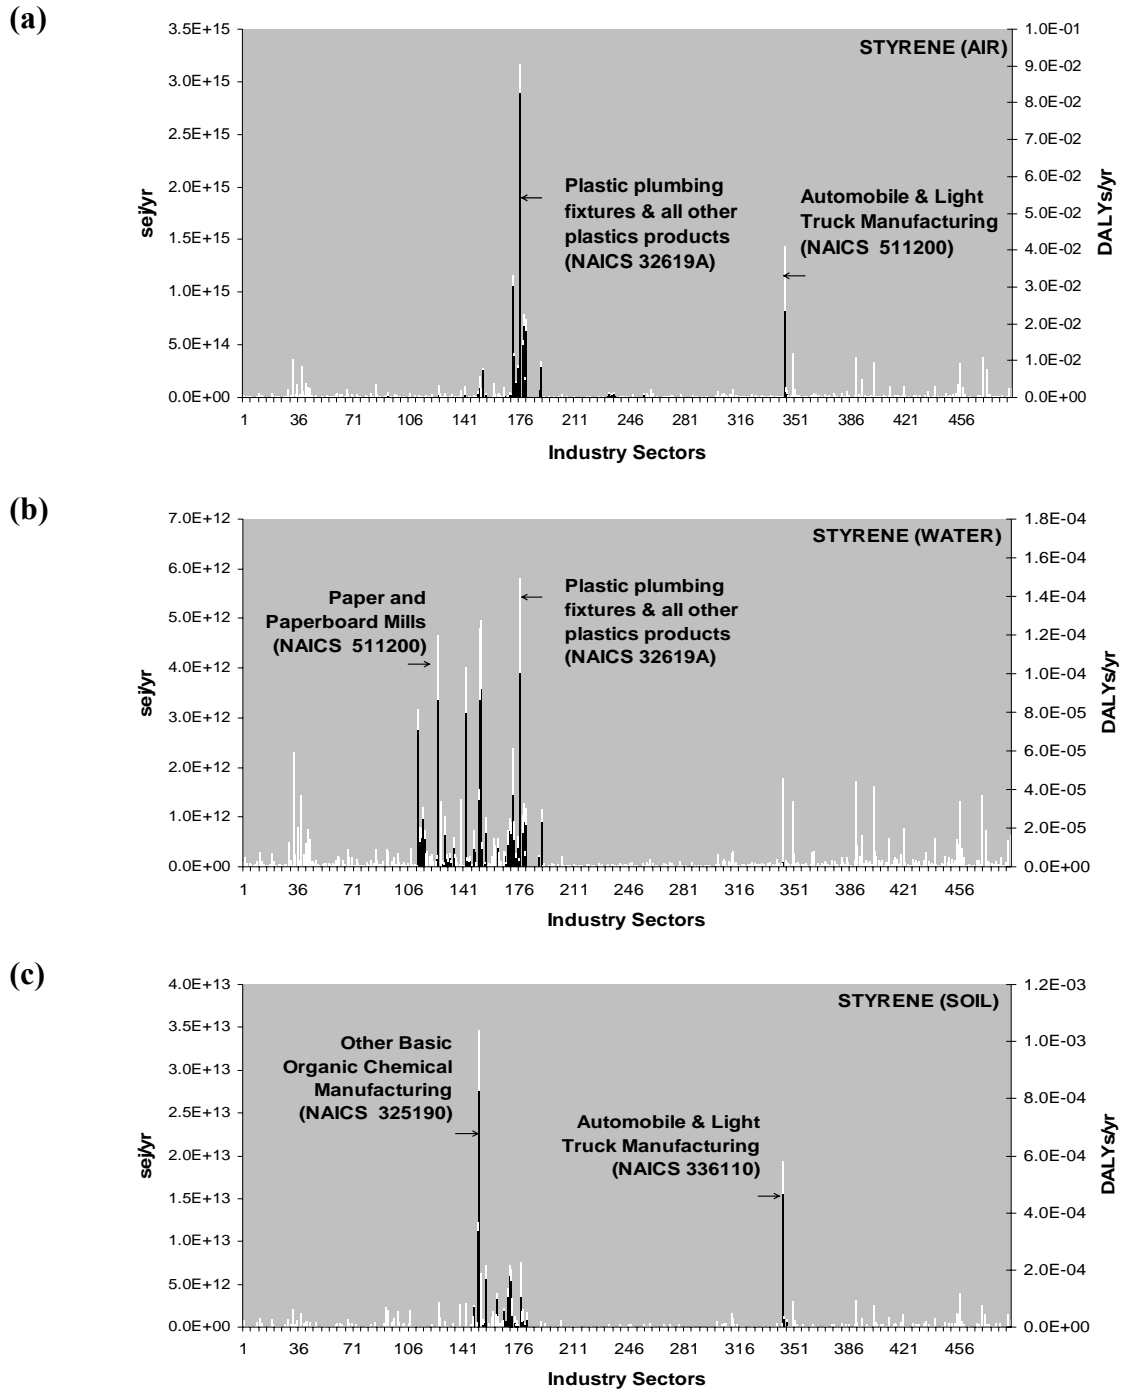 (a)
STYRENE (AIR)
3.5E+15
3.0E+15
2.5E+15
2.0E+15
1.5E+15
1.0E+15
5.0E+14
0.0E+00
sej/yr
Plastic plumbing
fixtures & all other
plastics products
(NAICS 32619A)
Automobile & Light
Truck Manufacturing
(NAICS 511200)
1.0E-01
9.0E-02
8.0E-02
7.0E-02
6.0E-02
5.0E-02
4.0E-02
3.0E-02
2.0E-02
1.0E-02
0.0E+00
DALYs/yr
1 36 71 106 141 176 211 246 281 316 351 386 421 456
Industry Sectors
(b)
STYRENE (WATER)
7.0E+12
6.0E+12
5.0E+12
4.0E+12
3.0E+12
2.0E+12
1.0E+12
0.0E+00
sej/yr
Paper and
Paperboard Mills
(NAICS 511200)
Plastic plumbing
fixtures & all other
plastics products
(NAICS 32619A)
1.8E-04
1.6E-04
1.4E-04
1.2E-04
1.0E-04
8.0E-05
6.0E-05
4.0E-05
2.0E-05
0.0E+00
DALYs/yr
1 36 71 106 141 176 211 246 281 316 351 386 421 456
Industry Sectors
(c)
STYRENE (SOIL)
4.0E+13
3.5E+13
3.0E+13
2.5E+13
2.0E+13
1.5E+13
1.0E+13
5.0E+12
0.0E+00
sej/yr
Other Basic
Organic Chemical
Manufacturing
(NAICS 325190)
Automobile & Light
Truck Manufacturing
(NAICS 336110)
1.2E-03
1.0E-03
8.0E-04
6.0E-04
4.0E-04
2.0E-04
0.0E+00
DALYs/yr
1 36 71 106 141 176 211 246 281 316 351 386 421 456
Industry Sectors